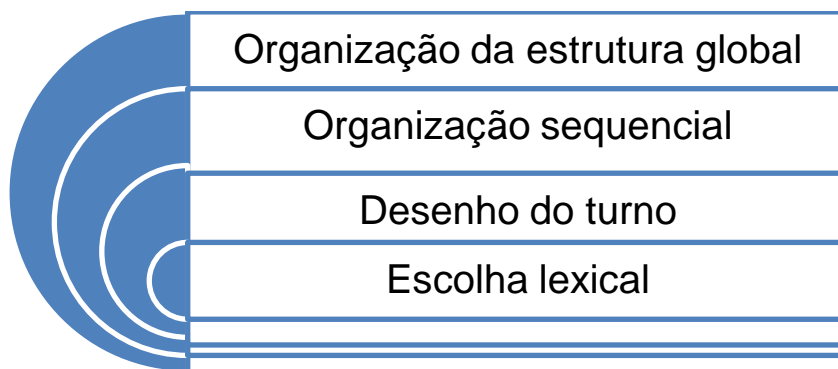 Organização da estrutura global
Organização sequencial
Desenho do turno
Escolha lexical